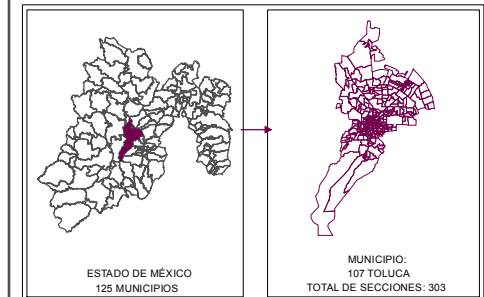 ESTADO DE MÉXICO
125 MUNICIPIOS
MUNICIPIO:
107 TOLUCA
TOTAL DE SECCIONES: 303